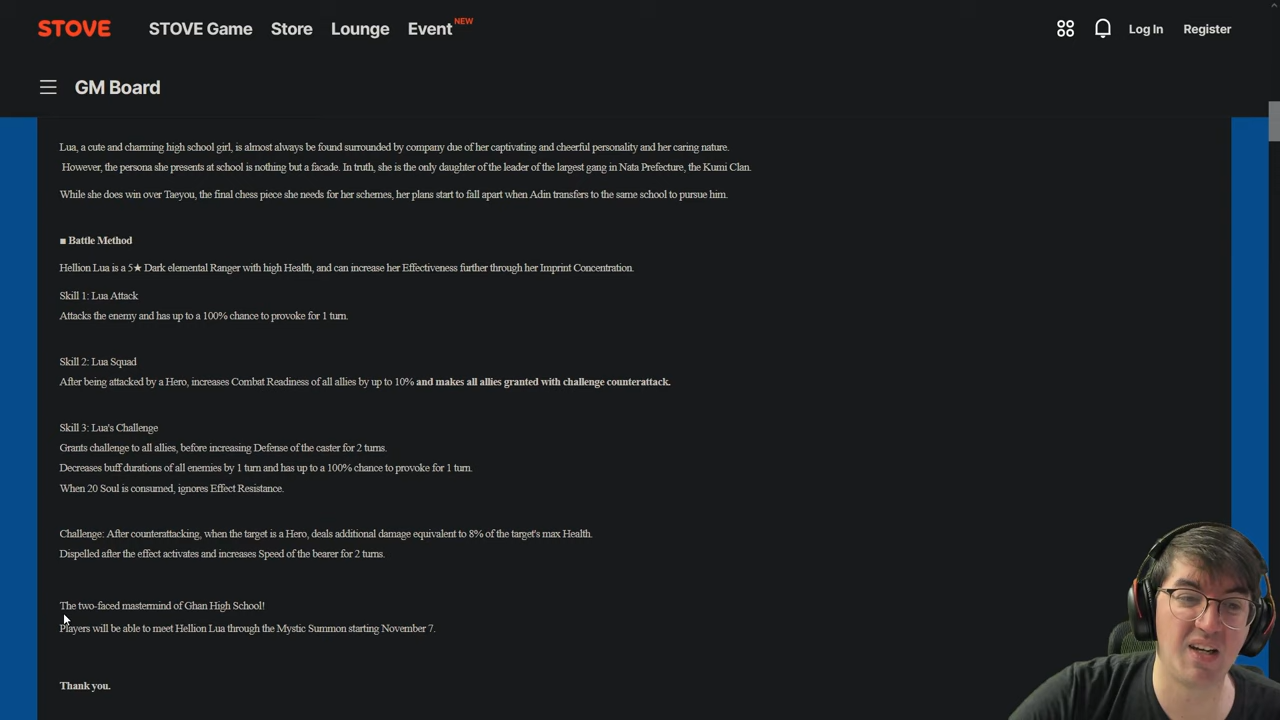 STOVE
STOVE Game
Store
Lounge
Event
NEW
Log In
Register
GM Board
Lua, a cute and charming high school girl, is almost always be found surrounded by company due of her captivating and cheerful personality and her caring nature.
However, the persona she presents at school is nothing but a facade. In truth, she is the only daughter of the leader of the largest gang in Nata Prefecture, the Kumi Clan.
While she does win over Taeyou, the final chess piece she needs for her schemes, her plans start to fall apart when Adin transfers to the same school to pursue him.
■ Battle Method
Hellion Lua is a 5★ Dark elemental Ranger with high Health, and can increase her Effectiveness further through her Imprint Concentration.
Skill 1: Lua Attack
Attacks the enemy and has up to a 100% chance to provoke for 1 turn.
Skill 2: Lua Squad
After being attacked by a Hero, increases Combat Readiness of all allies by up to 10% and makes all allies granted with challenge counterattack.
Skill 3: Lua's Challenge
Grants challenge to all allies, before increasing Defense of the caster for 2 turns.
Decreases buff durations of all enemies by 1 turn and has up to a 100% chance to provoke for 1 turn.
When 20 Soul is consumed, ignores Effect Resistance.
Challenge: After counterattacking, when the target is a Hero, deals additional damage equivalent to 8% of the target's max Health.
Dispelled after the effect activates and increases Speed of the bearer for 2 turns.
The two-faced mastermind of Ghan High School!
Players will be able to meet Hellion Lua through the Mystic Summon starting November 7.
Thank you.